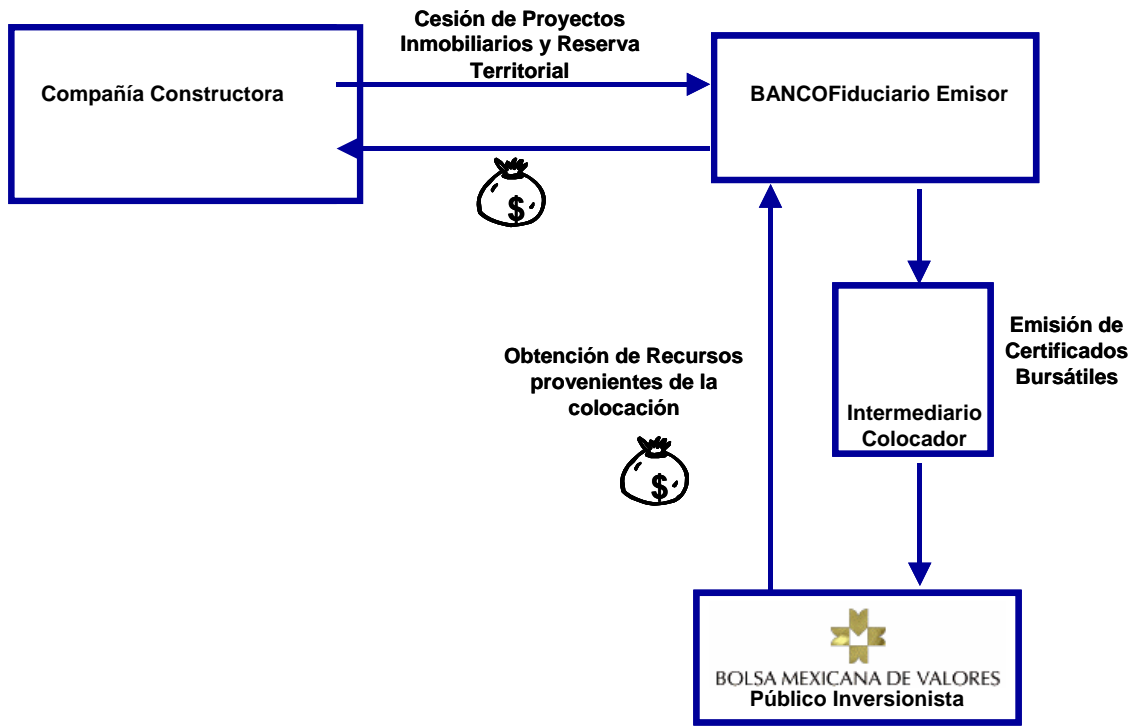 Cesión de Proyectos
Inmobiliarios y Reserva
Territorial
Compañía Constructora
BANCOFiduciario Emisor
$
Emisión de
Certificados
Bursátiles
Obtención de Recursos
provenientes de la
colocación
Intermediario
Colocador
$
BOLSA MEXICANA DE VALORES
Público Inversionista